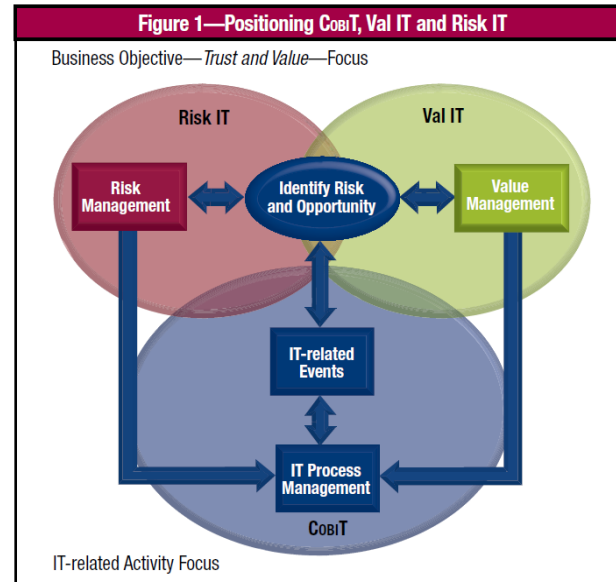 Figure 1—Positioning COBIT, Val IT and Risk IT
Business Objective—Trust and Value—Focus
Risk IT
Val IT
Risk
Management
Identify Risk
and Opportunity
Value
Management
IT-related
Events
IT Process
Management
COBIT
IT-related Activity Focus